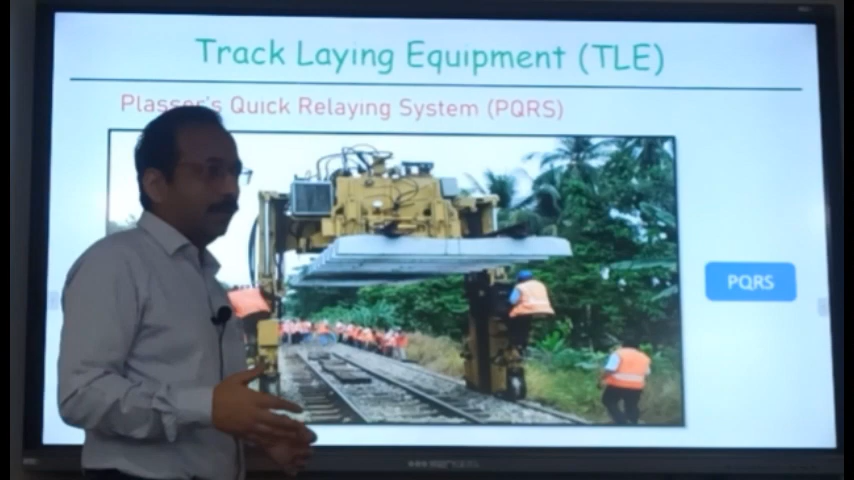 Track Laying Equipment (TLE)
Plasser's Quick Relaying System (PQRS)
PQRS